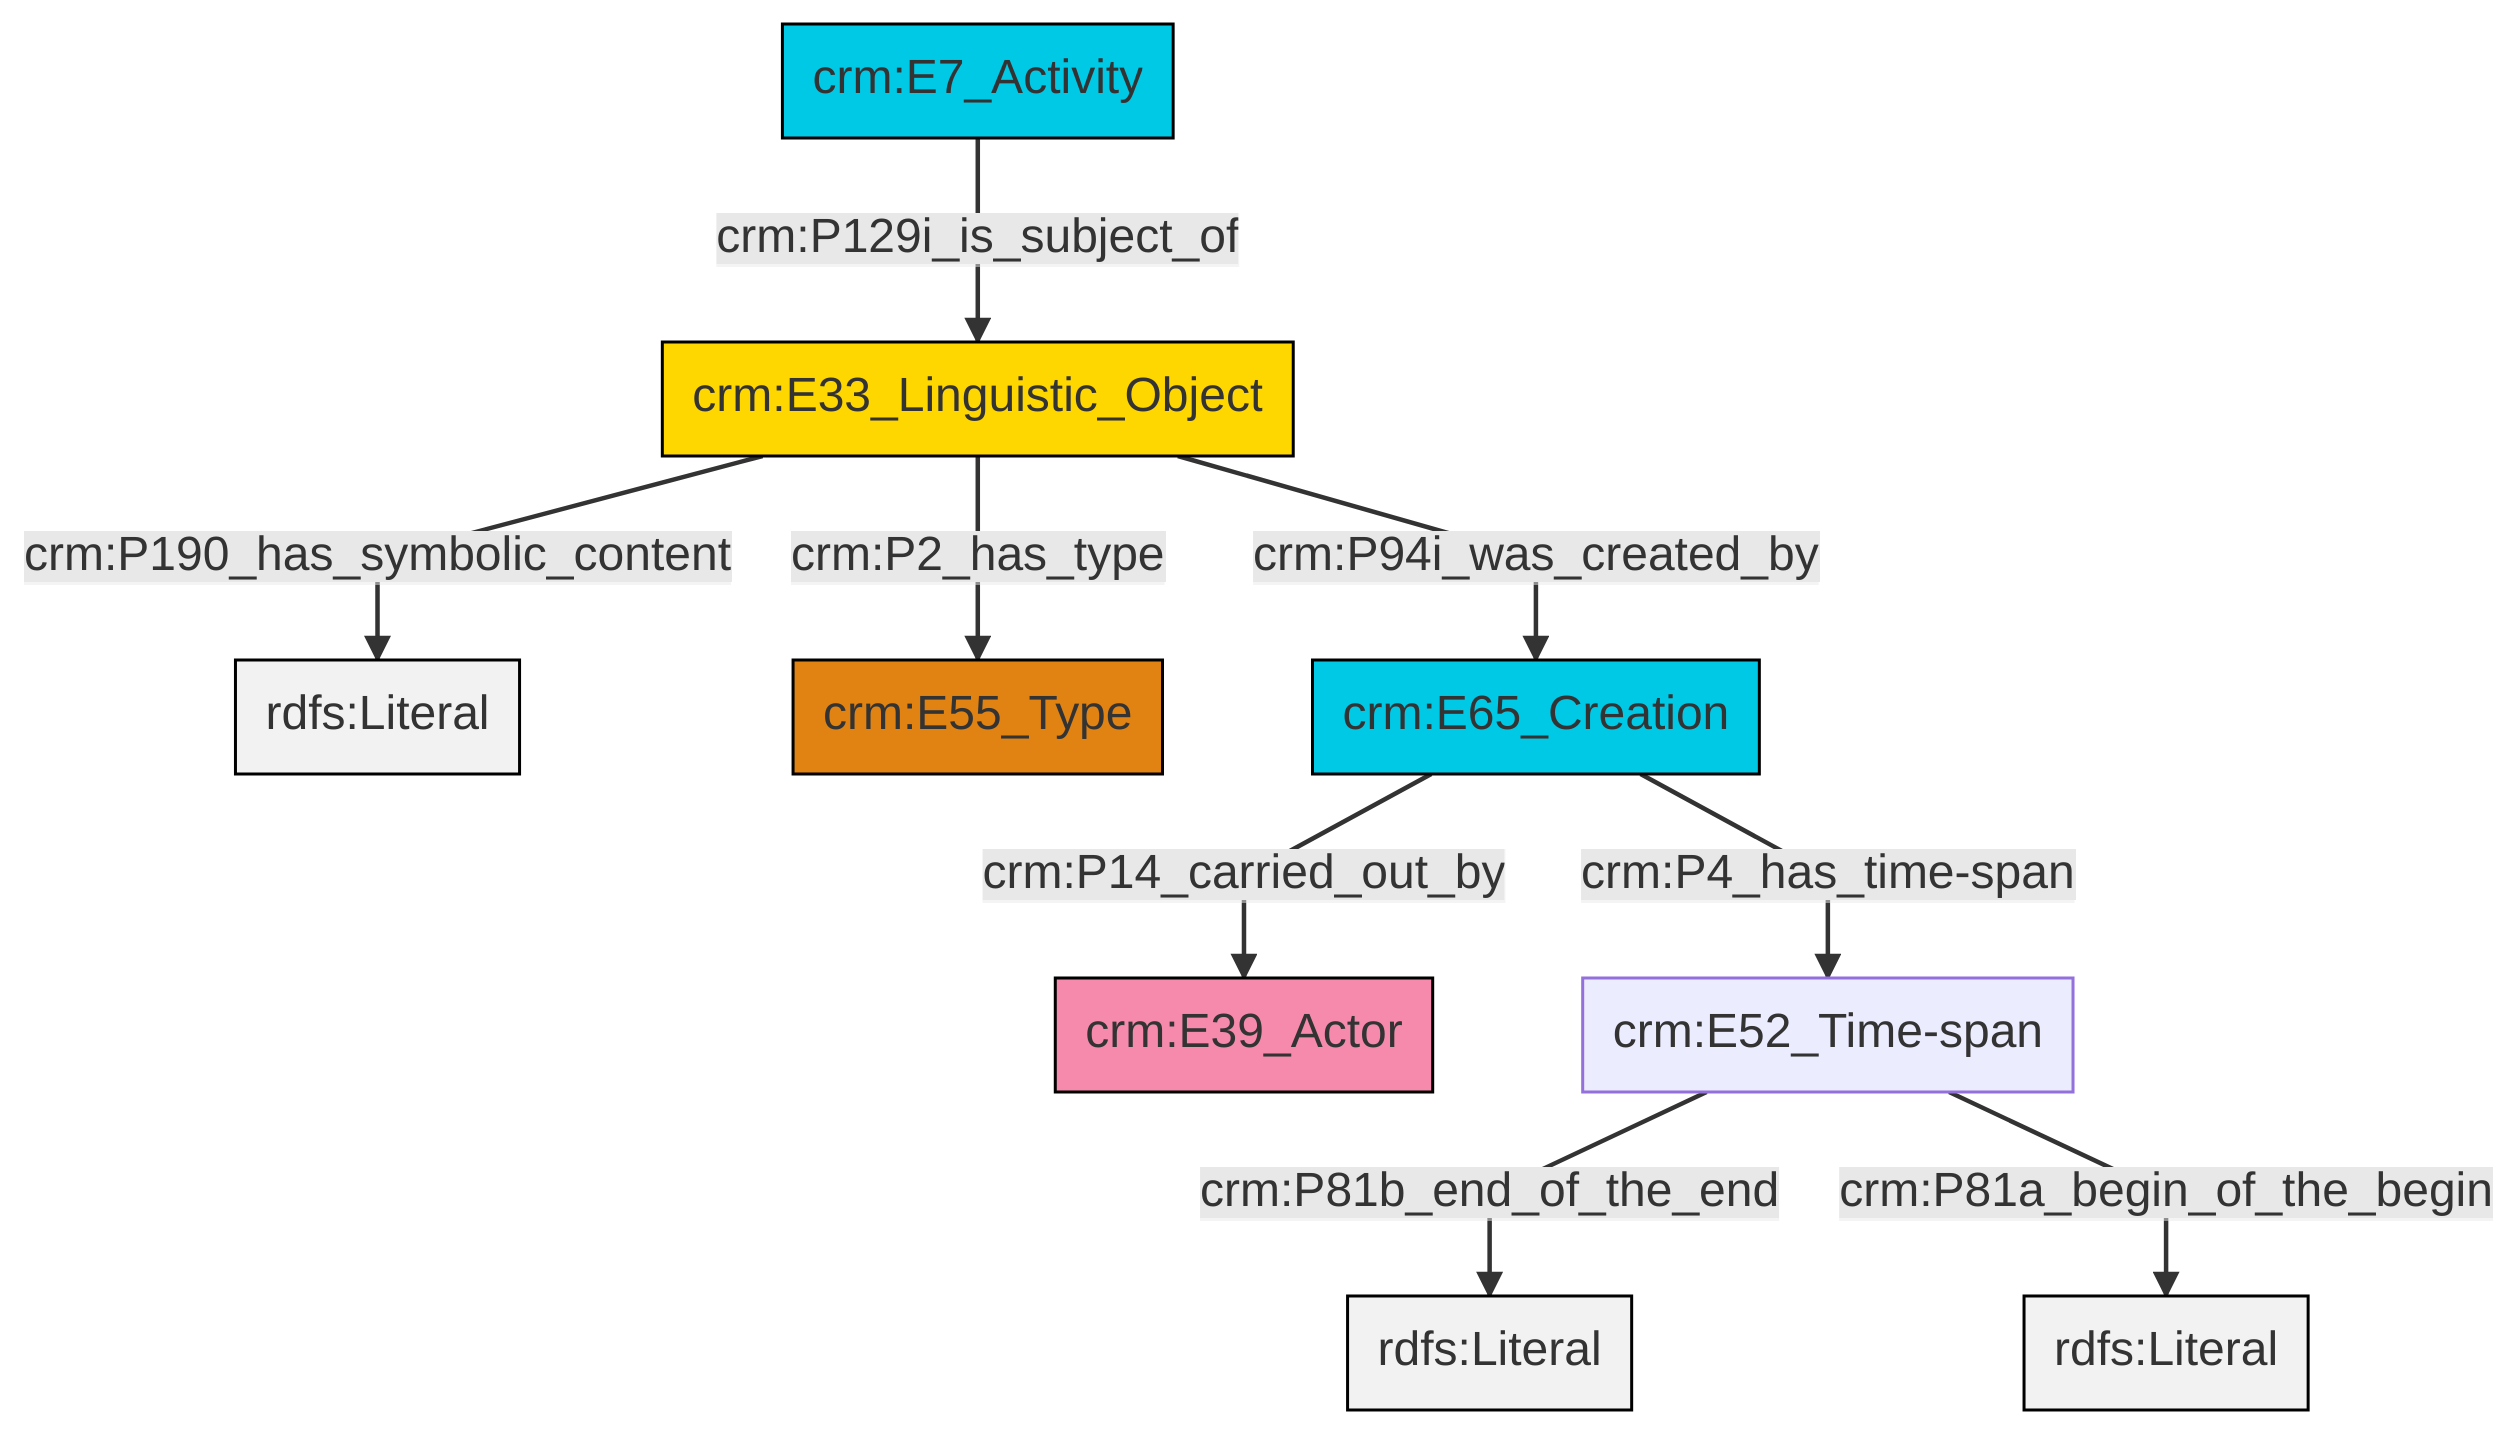 crm:E7_Activity
crm:P129i_is_subject_of
crm:E33_Linguistic_Object
crm:P190_has_symbolic_content
crm:P2_has_type
crm:P94i_was_created_by
rdfs:Literal
crm:E55_Type
crm:E65_Creation
crm:P14_carried_out_by
crm:P4_has_time-span
crm:E39_Actor
crm:E52_Time-span
crm:P81b_end_of_the_end
crm:P81a_begin_of_the_begin
rdfs:Literal
rdfs:Literal